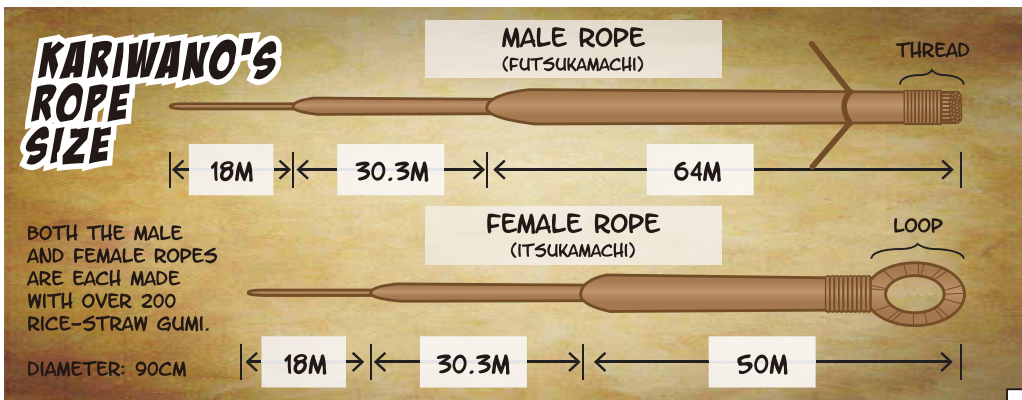 KARIWANO'S
ROPE
SIZE
MALE ROPE
(FUTSUKAMACHI)
THREAD
18M
30.3M
64M
FEMALE ROPE
(ITSUKAMACHI)
LOOP
BOTH THE MALE
AND FEMALE ROPES
ARE EACH MADE
WITH OVER 200
RICE-STRAW GUMI.
DIAMETER: 90CM
18M
30.3M
50M